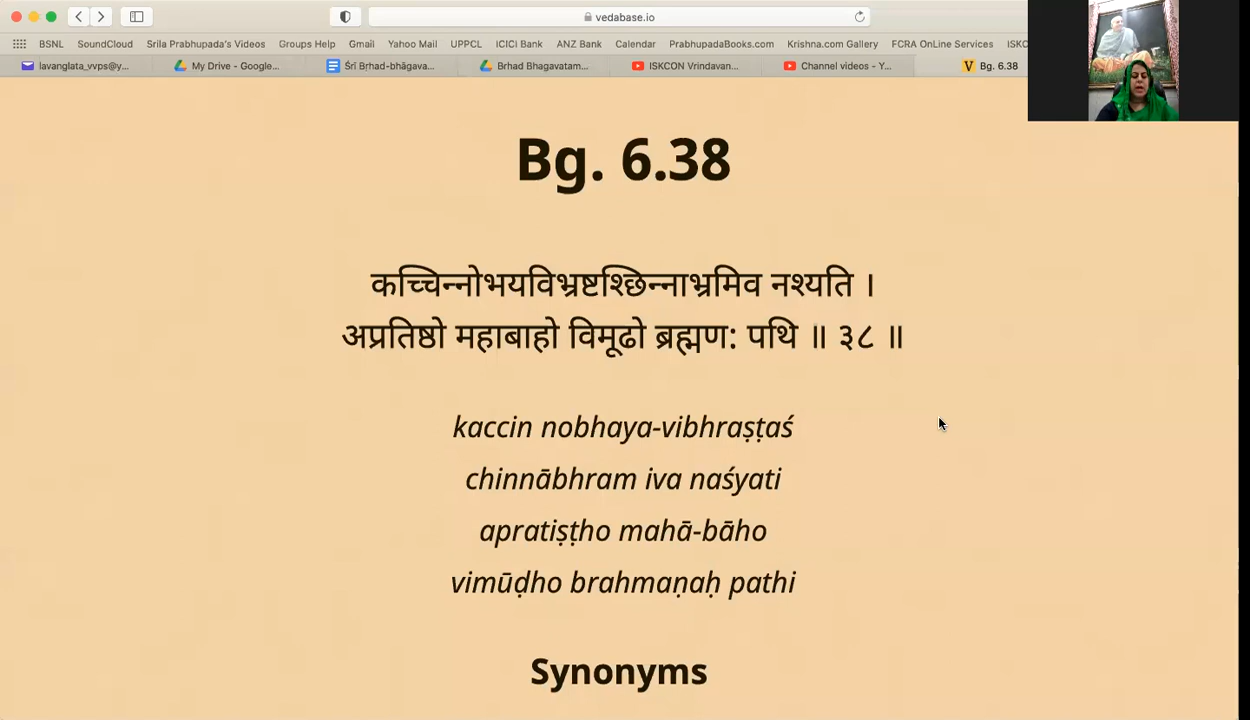 vedabase.io
BSNL SoundCloud Srila Prabhupada's Videos Groups Help Gmail Yahoo Mail UPPCL ICICI Bank ANZ Bank Calendar PrabhupadaBooks.com Krishna.com Gallery FCRA OnLine Services ISKC
lavanglata_vvps@y... My Drive - Google... Śrī Bṛhad-bhāgava... Brhad Bhagavatam... ISKCON Vrindavan... Channel videos - Y... Bg. 6.38
Bg. 6.38
कच्चिन्नोभयविभ्रष्टश्छिन्नाभ्रमिव नश्यति ।
अप्रतिष्ठो महाबाहो विमूढो ब्रह्मण: पथि ॥ ३८ ॥
kaccin nobhaya-vibhraṣṭaś
chinnābhram iva naśyati
apratiṣṭho mahā-bāho
vimūḍho brahmaṇaḥ pathi
Synonyms